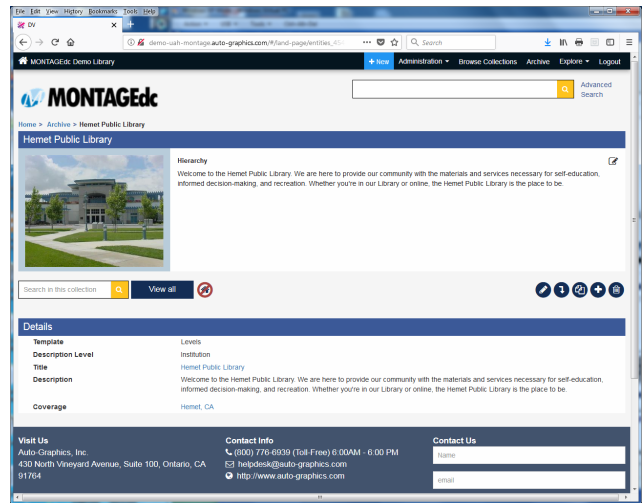 File Edit View History Bookmarks Tools Help
DV
demo-uah-montage.auto-graphics.com/#/land-page/entities_
Search
MONTAGEdc Demo Library
+ New Administration Browse Collections Archive Explore Logout
MONTAGEdc
Advanced
Search
Home > Archive > Hemet Public Library
Hemet Public Library
Hierarchy
Welcome to the Hemet Public Library. We are here to provide our community with the materials and services necessary for self-education,
informed decision-making, and recreation. Whether you're in our Library or online, the Hemet Public Library is the place to be.
Search in this collection
View all
Details
Template Levels
Description Level Institution
Title Hemet Public Library
Description Welcome to the Hemet Public Library. We are here to provide our community with the materials and services necessary for self-education,
informed decision-making, and recreation. Whether you're in our Library or online, the Hemet Public Library is the place to be.
Coverage Hemet, CA
Visit Us
Auto-Graphics, Inc.
430 North Vineyard Avenue, Suite 100, Ontario, CA
91764
Contact Info
(800) 776-6939 (Toll-Free) 6:00AM - 6:00 PM
helpdesk@auto-graphics.com
http://www.auto-graphics.com
Contact Us
Name
email